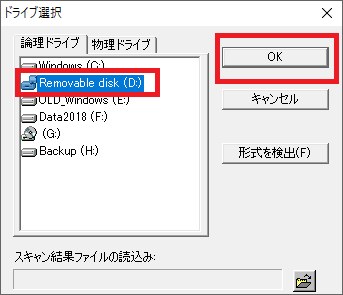 ドライブ選択
論理ドライブ 物理ドライブ
Windows (C:)
Removable disk (D:)
OLD_Windows (E:)
Data2018 (F:)
(G:)
Backup (H:)
OK
キャンセル
形式を検出(F)
スキャン結果ファイルの読込み: